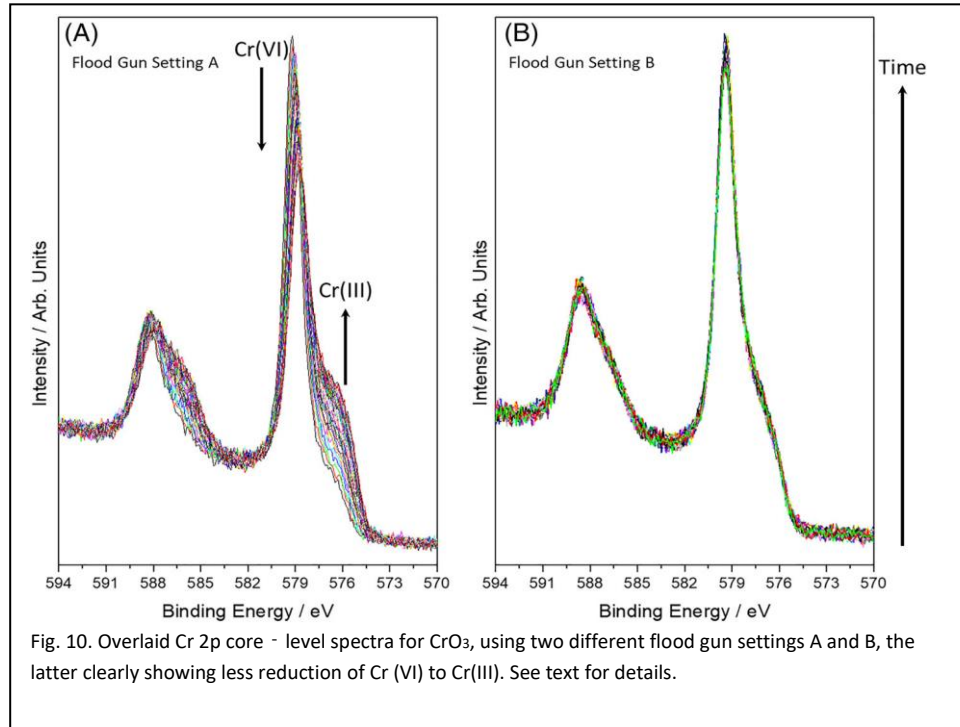 (A)
Flood Gun Setting A
Cr(VI)
Cr(III)
Intensity / Arb. Units
594 591 588 585 582 579 576 573 570
Binding Energy / eV
(B)
Flood Gun Setting B
Intensity / Arb. Units
594 591 588 585 582 579 576 573 570
Binding Energy / eV
Time
Fig. 10. Overlaid Cr 2p core - level spectra for CrO₃, using two different flood gun settings A and B, the
latter clearly showing less reduction of Cr (VI) to Cr(III). See text for details.